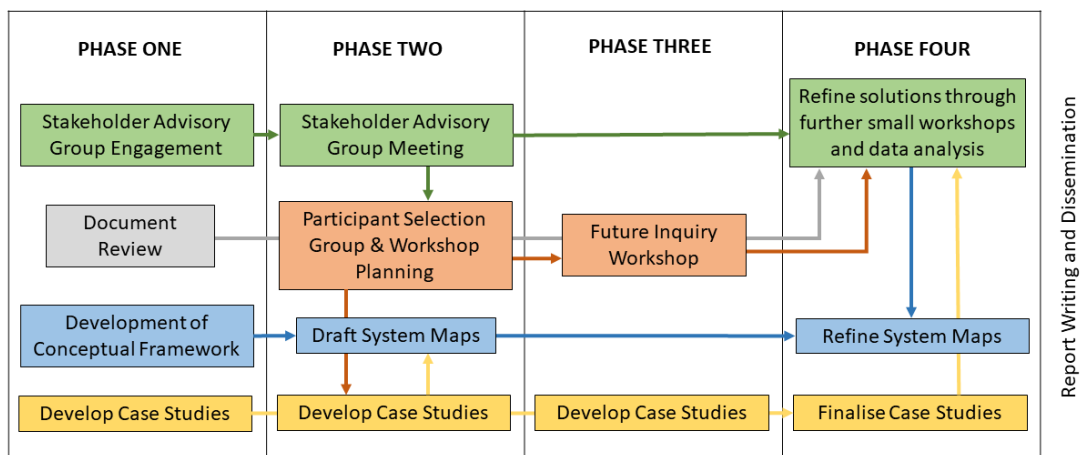 PHASE ONE
PHASE TWO
PHASE THREE
PHASE FOUR
Stakeholder Advisory
Group Engagement
Stakeholder Advisory
Group Meeting
Refine solutions through
further small workshops
and data analysis
Document
Review
Participant Selection
Group & Workshop
Planning
Future Inquiry
Workshop
Development of
Conceptual Framework
Draft System Maps
Refine System Maps
Develop Case Studies
Develop Case Studies
Develop Case Studies
Finalise Case Studies
Report Writing and Dissemination